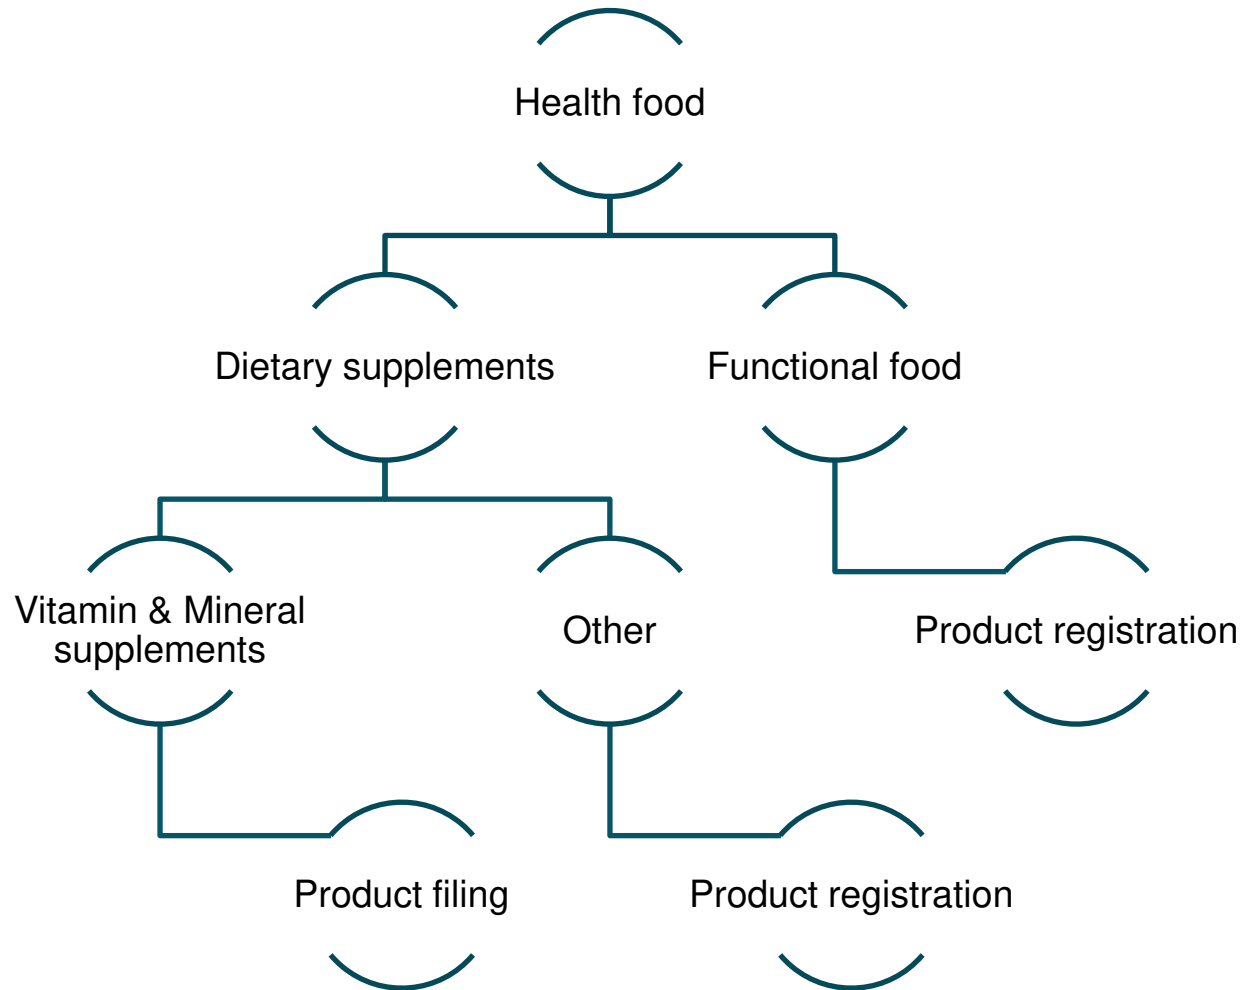 Health food
Dietary supplements
Functional food
Vitamin & Mineral
supplements
Other
Product registration
Product filing
Product registration